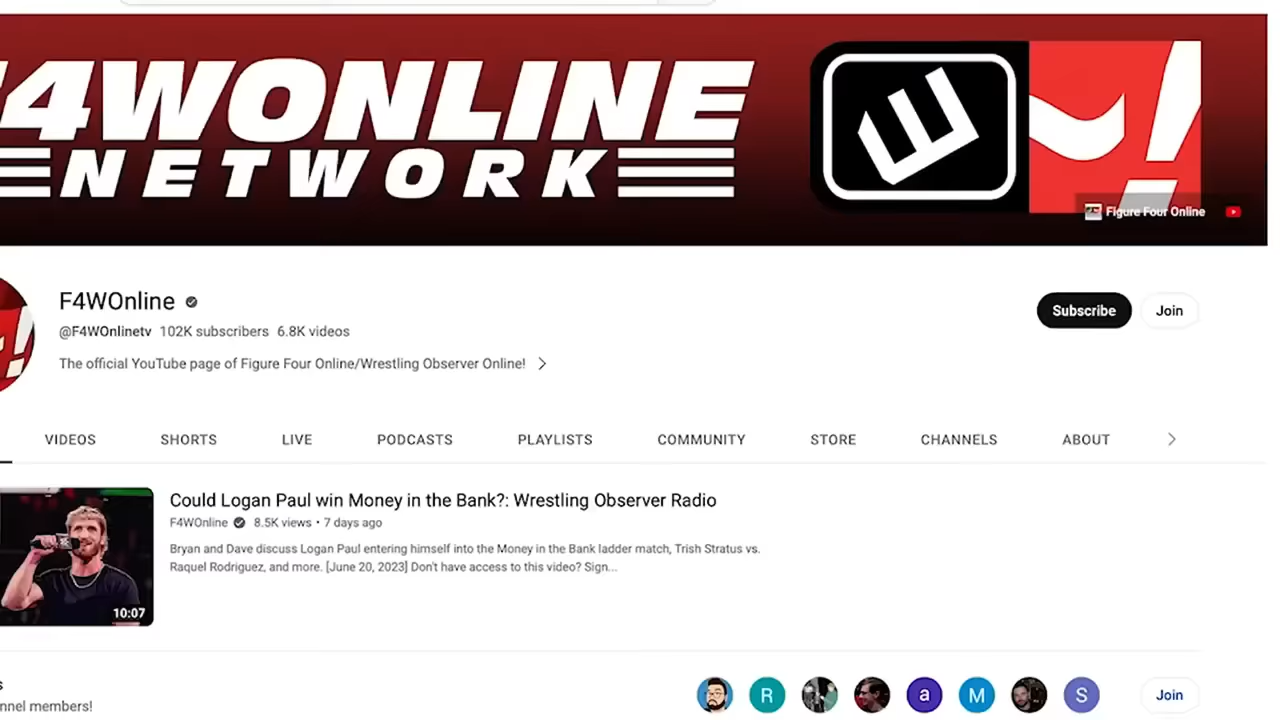 F4WONLINE
NETWORK
Figure Four Online
F4WOnline
@F4WOnlinetv 102K subscribers 6.8K videos
The official YouTube page of Figure Four Online/Wrestling Observer Online!
Subscribe
Join
VIDEOS SHORTS LIVE PODCASTS PLAYLISTS COMMUNITY STORE CHANNELS ABOUT
Could Logan Paul win Money in the Bank?: Wrestling Observer Radio
F4WOnline 8.5K views • 7 days ago
Bryan and Dave discuss Logan Paul entering himself into the Money in the Bank ladder match, Trish Stratus vs.
Raquel Rodriguez, and more. [June 20, 2023] Don't have access to this video? Sign...
10:07
R a M S
Join
members!